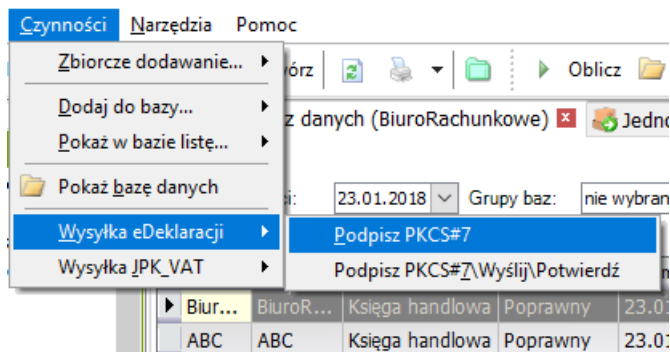 Czynności Narzędzia Pomoc
Zbiorcze dodawanie...
Oblicz
Dodaj do bazy...
z danych (BiuroRachunkowe)
Pokaż w bazie listę...
Pokaż bazę danych
23.01.2018 Grupy baz: nie wybran
Wysyłka eDeklaracji
Podpisz PKCS#7
Wysyłka JPK_VAT
Podpisz PKCS#7\Wyślij\Potwierdź
Biur... BiuroR... Księga handlowa Poprawny 23.01
ABC ABC Księga handlowa Poprawny 23.01